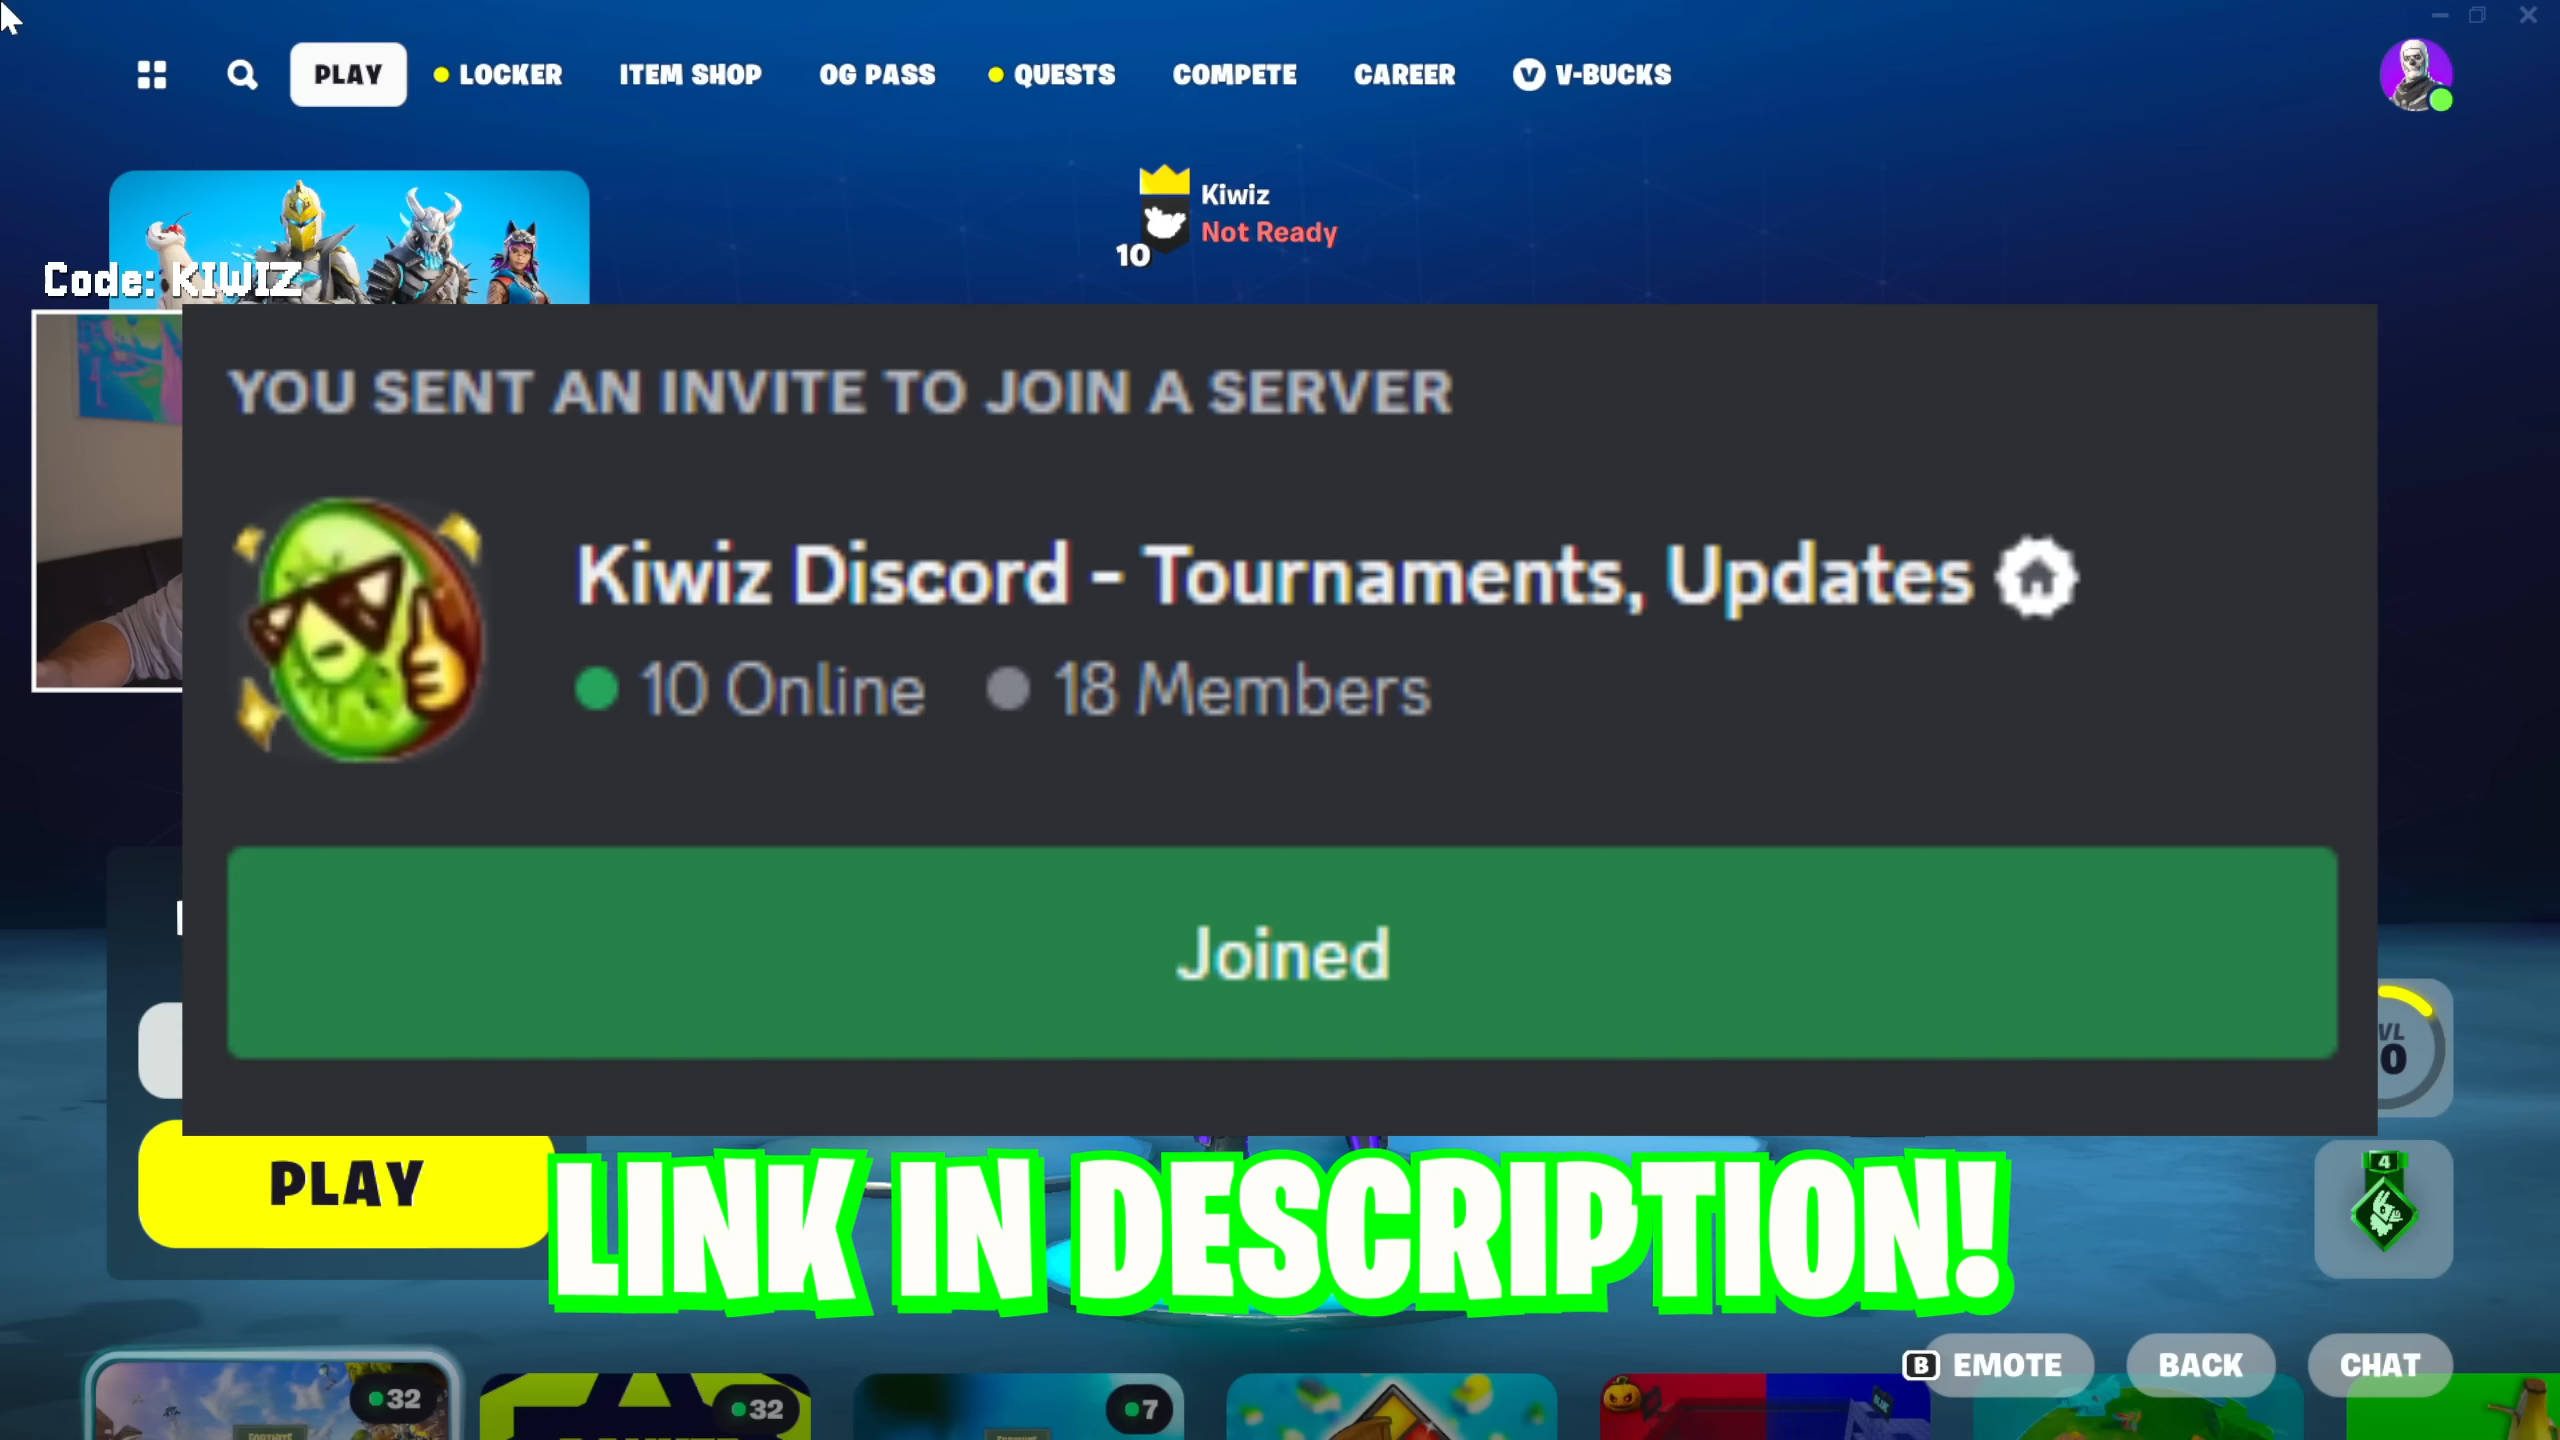 PLAY
LOCKER
ITEM SHOP
OG PASS
QUESTS
COMPETE
CAREER
V-BUCKS
Kiwiz
Not Ready
10
Code: KIWIZ
YOU SENT AN INVITE TO JOIN A SERVER
Kiwiz Discord - Tournaments, Updates
10 Online
18 Members
Joined
PLAY
LINK IN DESCRIPTION!
4
B EMOTE
BACK
CHAT
32
32
7